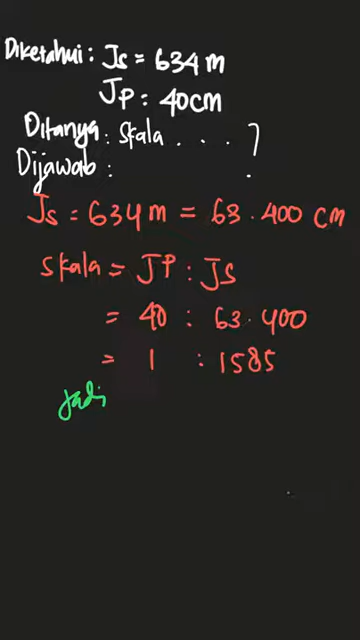 Diketahui : Js = 634 m
JP : 40 cm
Ditanya : Skala . . . ?
Dijawab :
Js = 634 m = 63.400 cm
Skala = JP : JS
= 40 : 63.400
= 1 : 1585
Jadi